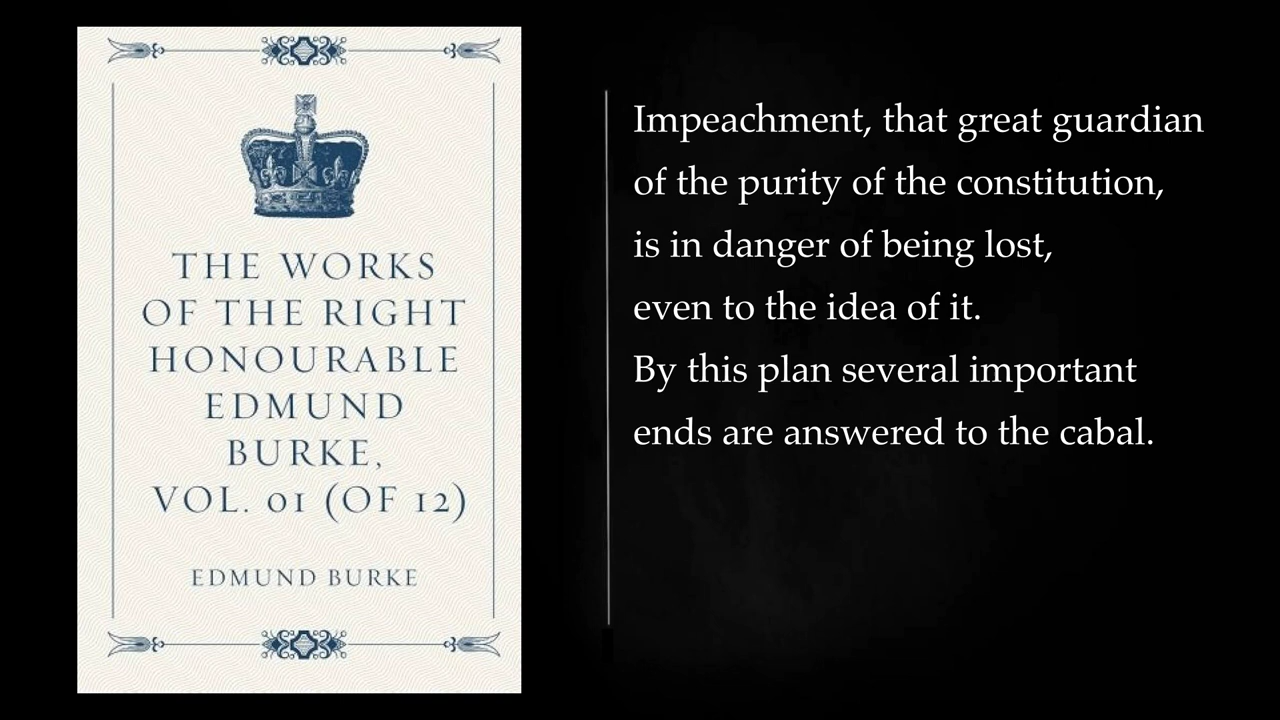 THE WORKS
OF THE RIGHT
HONOURABLE
EDMUND
BURKE,
VOL. 01 (OF 12)
EDMUND BURKE
Impeachment, that great guardian
of the purity of the constitution,
is in danger of being lost,
even to the idea of it.
By this plan several important
ends are answered to the cabal.